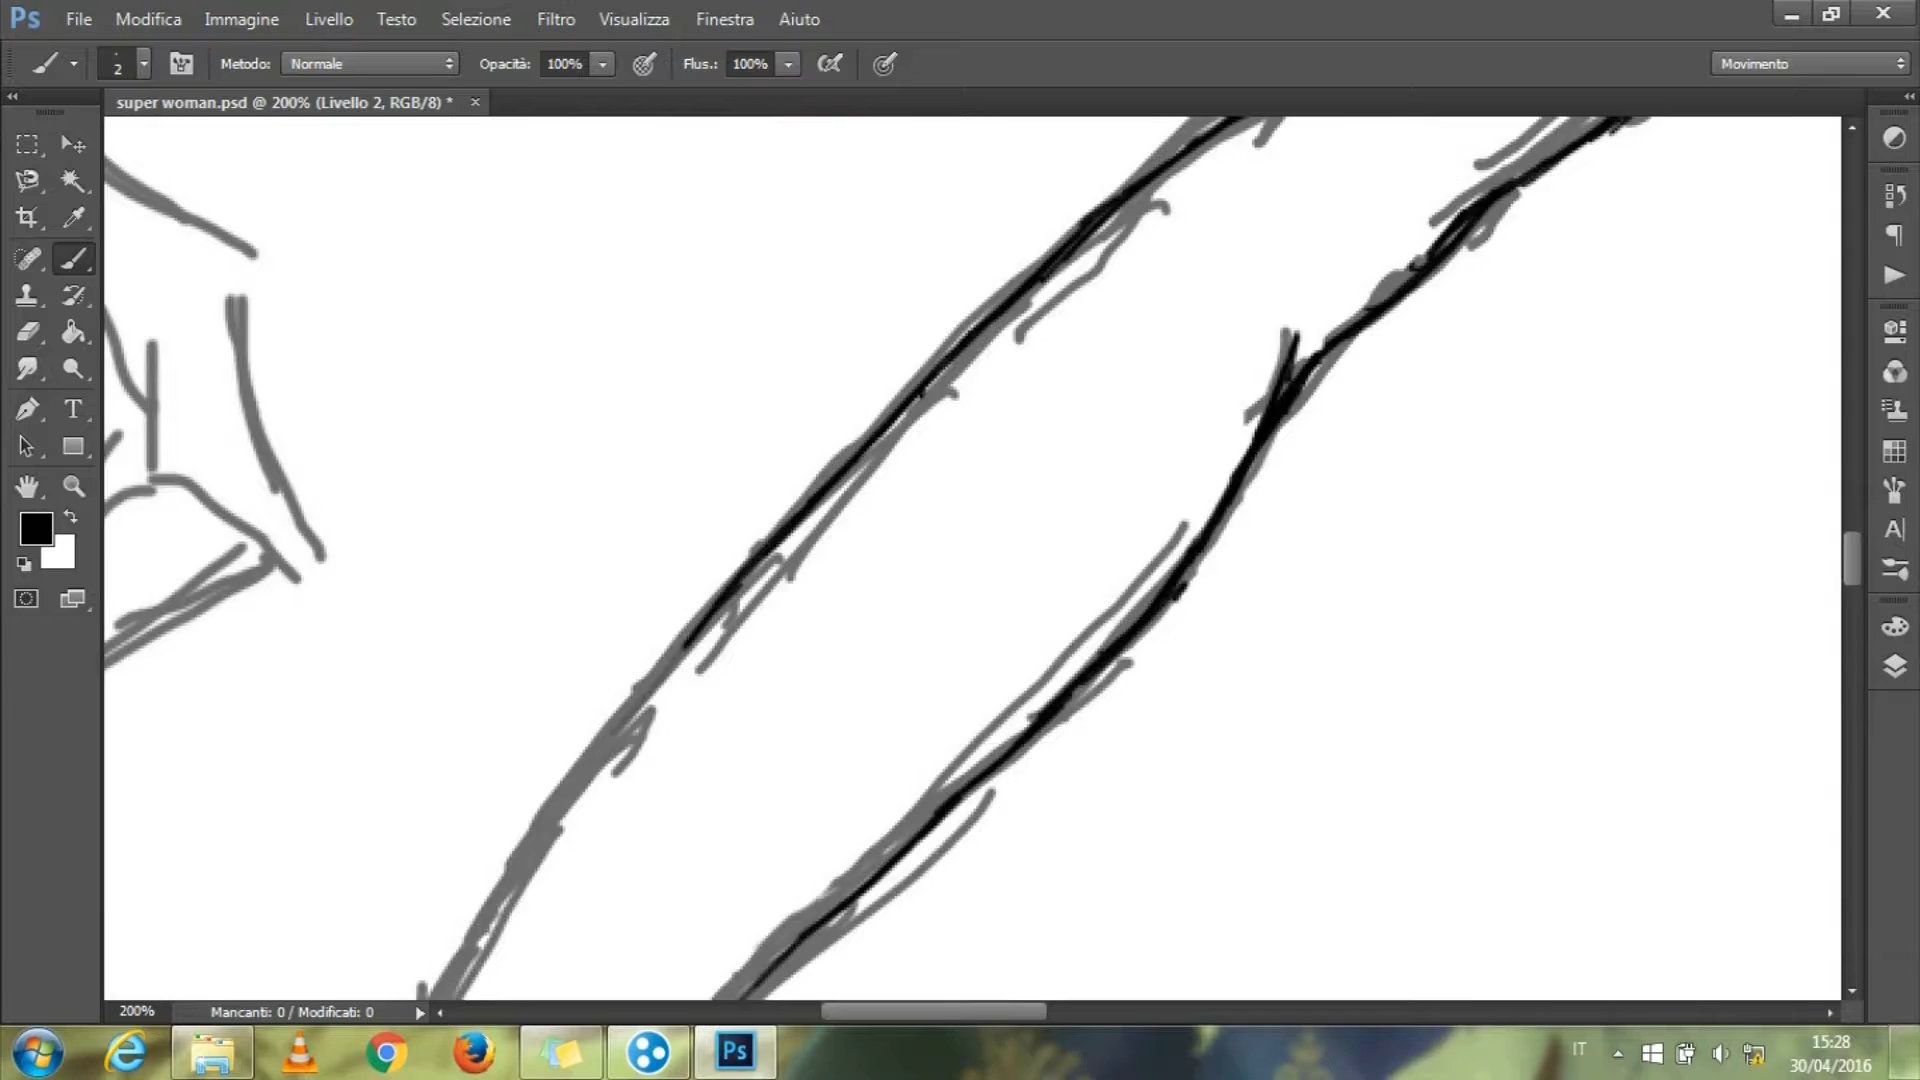 Ps File Modifica Immagine Livello Testo Selezione Filtro Visualizza Finestra Aiuto
2 Metodo: Normale Opacità: 100% Flus.: 100% Movimento
super woman.psd @ 200% (Livello 2, RGB/8) *
T
A
200% Mancanti: 0 / Modificati: 0
Ps
IT
15:28
30/04/2016